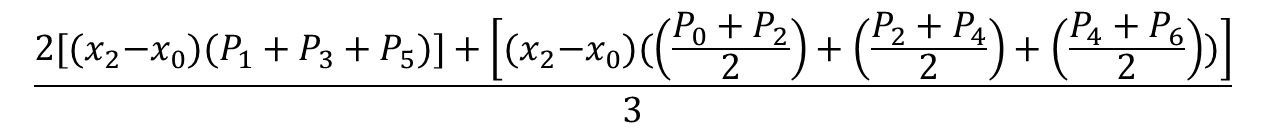 2[(x₂−x₀)(P₁ + P₃ + P₅)] + [(x₂−x₀)((P₀ + P₂ / 2) + (P₂ + P₄ / 2) + (P₄ + P₆ / 2))]
3